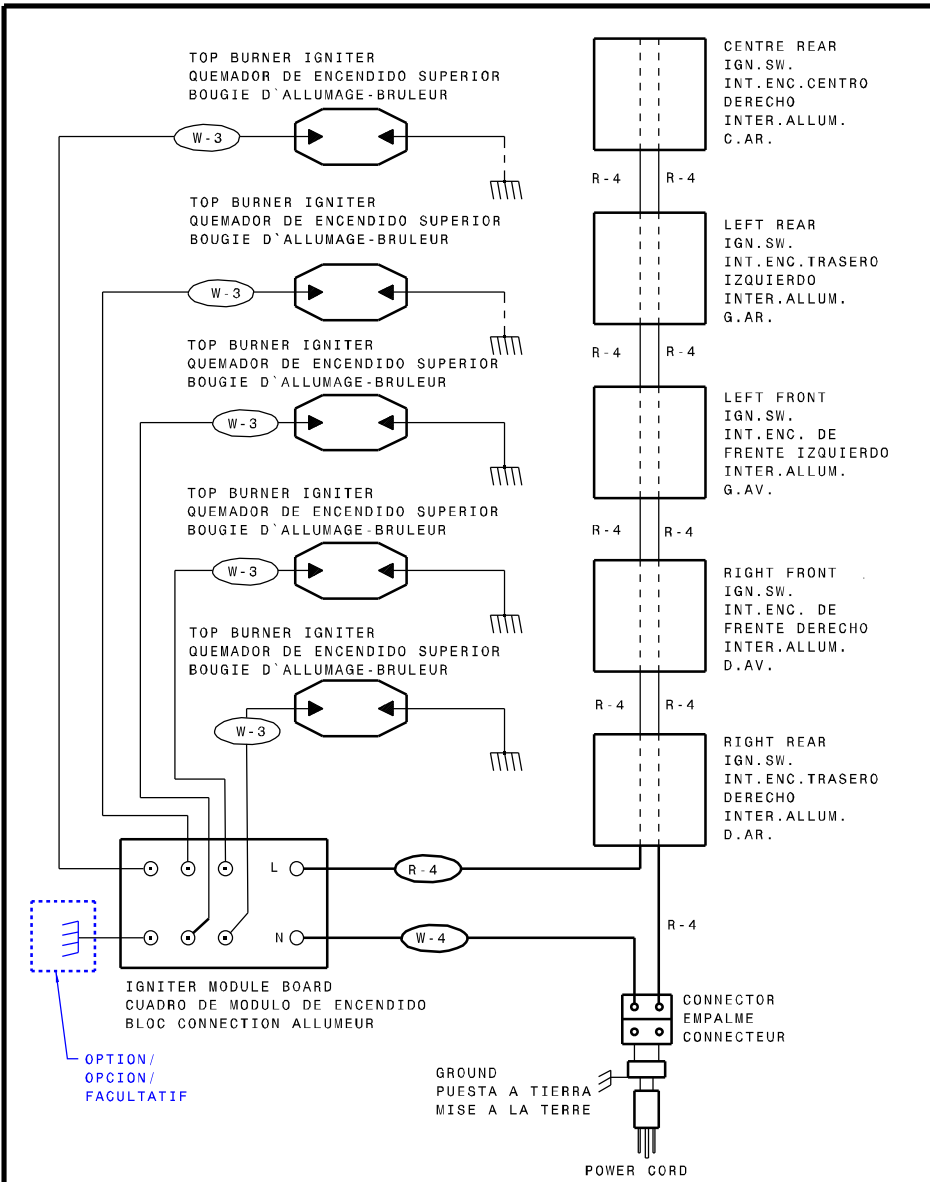 TOP BURNER IGNITER
QUEMADOR DE ENCENDIDO SUPERIOR
BOUGIE D`ALLUMAGE-BRULEUR
W-3
TOP BURNER IGNITER
QUEMADOR DE ENCENDIDO SUPERIOR
BOUGIE D`ALLUMAGE-BRULEUR
W-3
TOP BURNER IGNITER
QUEMADOR DE ENCENDIDO SUPERIOR
BOUGIE D`ALLUMAGE-BRULEUR
W-3
TOP BURNER IGNITER
QUEMADOR DE ENCENDIDO SUPERIOR
BOUGIE D`ALLUMAGE-BRULEUR
W-3
TOP BURNER IGNITER
QUEMADOR DE ENCENDIDO SUPERIOR
BOUGIE D`ALLUMAGE-BRULEUR
W-3
CENTRE REAR
IGN.SW.
INT.ENC.CENTRO
DERECHO
INTER.ALLUM.
C.AR.
R-4 R-4
LEFT REAR
IGN.SW.
INT.ENC.TRASERO
IZQUIERDO
INTER.ALLUM.
G.AR.
R-4 R-4
LEFT FRONT
IGN.SW.
INT.ENC. DE
FRENTE IZQUIERDO
INTER.ALLUM.
G.AV.
R-4 R-4
RIGHT FRONT
IGN.SW.
INT.ENC. DE
FRENTE DERECHO
INTER.ALLUM.
D.AV.
R-4 R-4
RIGHT REAR
IGN.SW.
INT.ENC.TRASERO
DERECHO
INTER.ALLUM.
D.AR.
L
R-4
N
W-4
R-4
IGNITER MODULE BOARD
CUADRO DE MODULO DE ENCENDIDO
BLOC CONNECTION ALLUMEUR
OPTION/
OPCION/
FACULTATIF
CONNECTOR
EMPALME
CONNECTEUR
GROUND
PUESTA A TIERRA
MISE A LA TERRE
POWER CORD